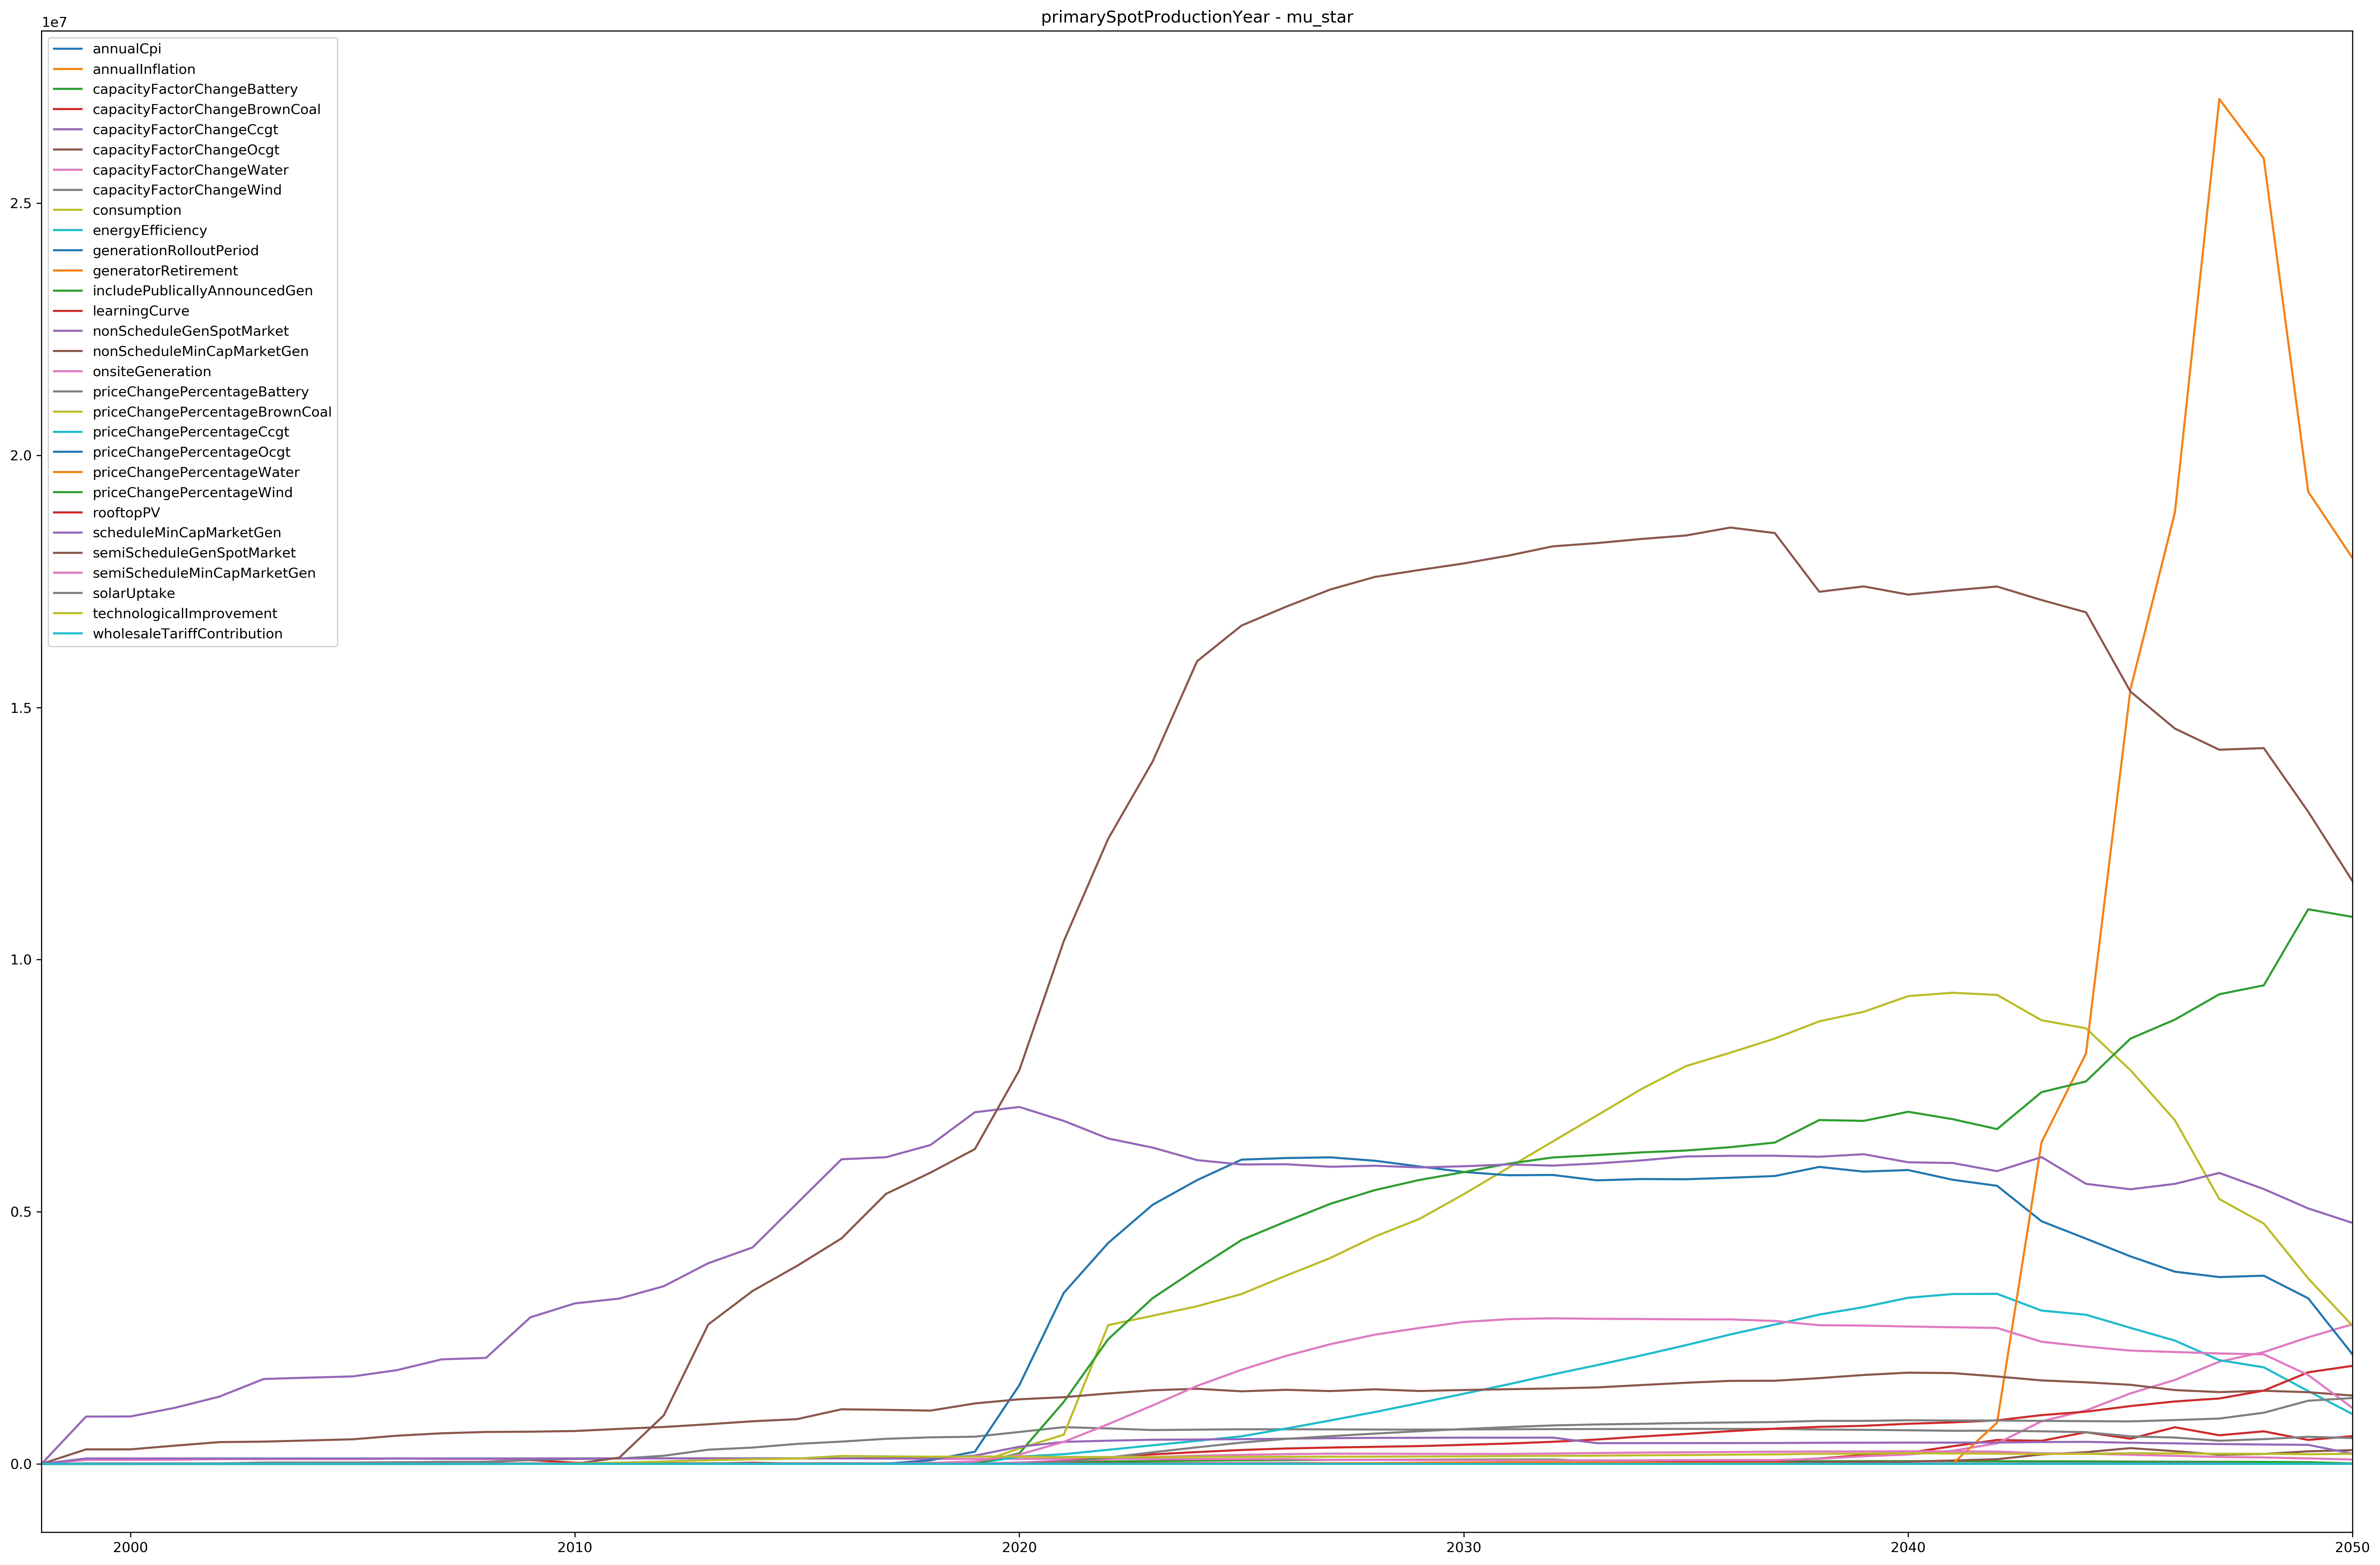 primarySpotProductionYear - mu_star
1e7
annualCpi
annualInflation
capacityFactorChangeBattery
capacityFactorChangeBrownCoal
capacityFactorChangeCcgt
capacityFactorChangeOcgt
capacityFactorChangeWater
capacityFactorChangeWind
consumption
energyEfficiency
generationRolloutPeriod
generatorRetirement
includePublicallyAnnouncedGen
learningCurve
nonScheduleGenSpotMarket
nonScheduleMinCapMarketGen
onsiteGeneration
priceChangePercentageBattery
priceChangePercentageBrownCoal
priceChangePercentageCcgt
priceChangePercentageOcgt
priceChangePercentageWater
priceChangePercentageWind
rooftopPV
scheduleMinCapMarketGen
semiScheduleGenSpotMarket
semiScheduleMinCapMarketGen
solarUptake
technologicalImprovement
wholesaleTariffContribution
2.5
2.0
1.5
1.0
0.5
0.0
2000 2010 2020 2030 2040 2050